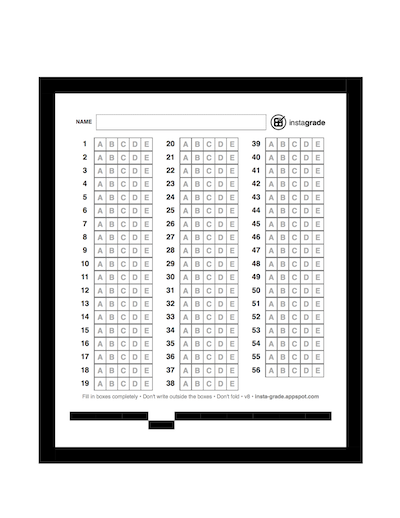 NAME instagrade
1 A B C D E 20 A B C D E 39 A B C D E
2 A B C D E 21 A B C D E 40 A B C D E
3 A B C D E 22 A B C D E 41 A B C D E
4 A B C D E 23 A B C D E 42 A B C D E
5 A B C D E 24 A B C D E 43 A B C D E
6 A B C D E 25 A B C D E 44 A B C D E
7 A B C D E 26 A B C D E 45 A B C D E
8 A B C D E 27 A B C D E 46 A B C D E
9 A B C D E 28 A B C D E 47 A B C D E
10 A B C D E 29 A B C D E 48 A B C D E
11 A B C D E 30 A B C D E 49 A B C D E
12 A B C D E 31 A B C D E 50 A B C D E
13 A B C D E 32 A B C D E 51 A B C D E
14 A B C D E 33 A B C D E 52 A B C D E
15 A B C D E 34 A B C D E 53 A B C D E
16 A B C D E 35 A B C D E 54 A B C D E
17 A B C D E 36 A B C D E 55 A B C D E
18 A B C D E 37 A B C D E 56 A B C D E
19 A B C D E 38 A B C D E
Fill in boxes completely • Don't write outside the boxes • Don't fold • v8 • insta-grade.appspot.com